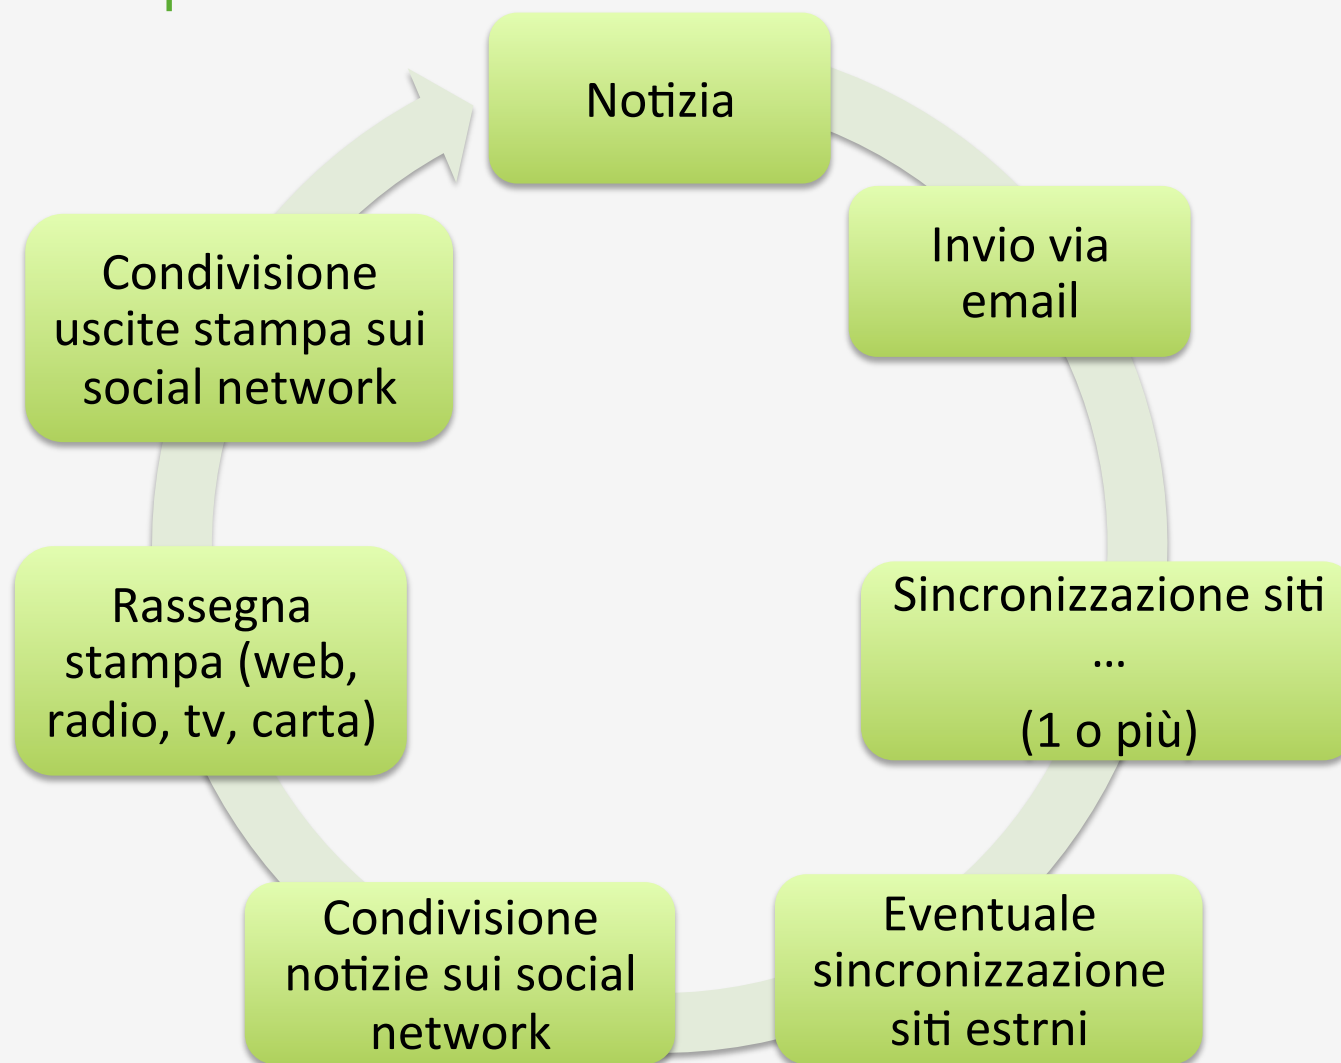 Notizia
Invio via
email
Sincronizzazione siti
...
(1 o più)
Eventuale
sincronizzazione
siti estrni
Condivisione
notizie sui social
network
Rassegna
stampa (web,
radio, tv, carta)
Condivisione
uscite stampa sui
social network